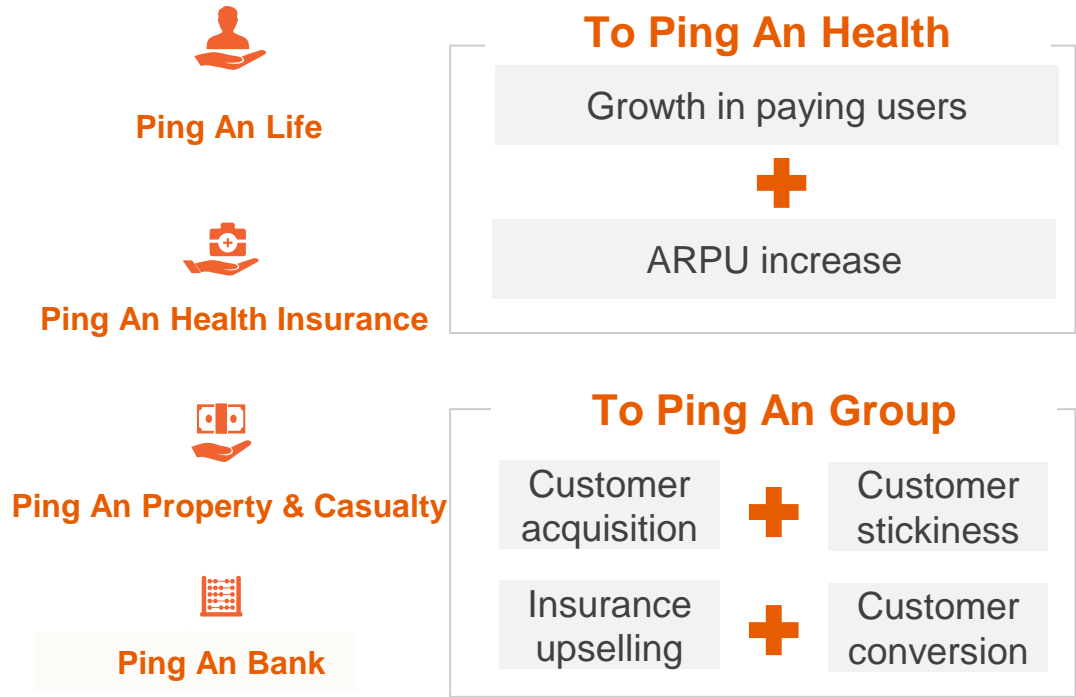 Ping An Life
Ping An Health Insurance
Ping An Property & Casualty
Ping An Bank
To Ping An Health
Growth in paying users
ARPU increase
To Ping An Group
Customer
acquisition
Customer
stickiness
Insurance
upselling
Customer
conversion